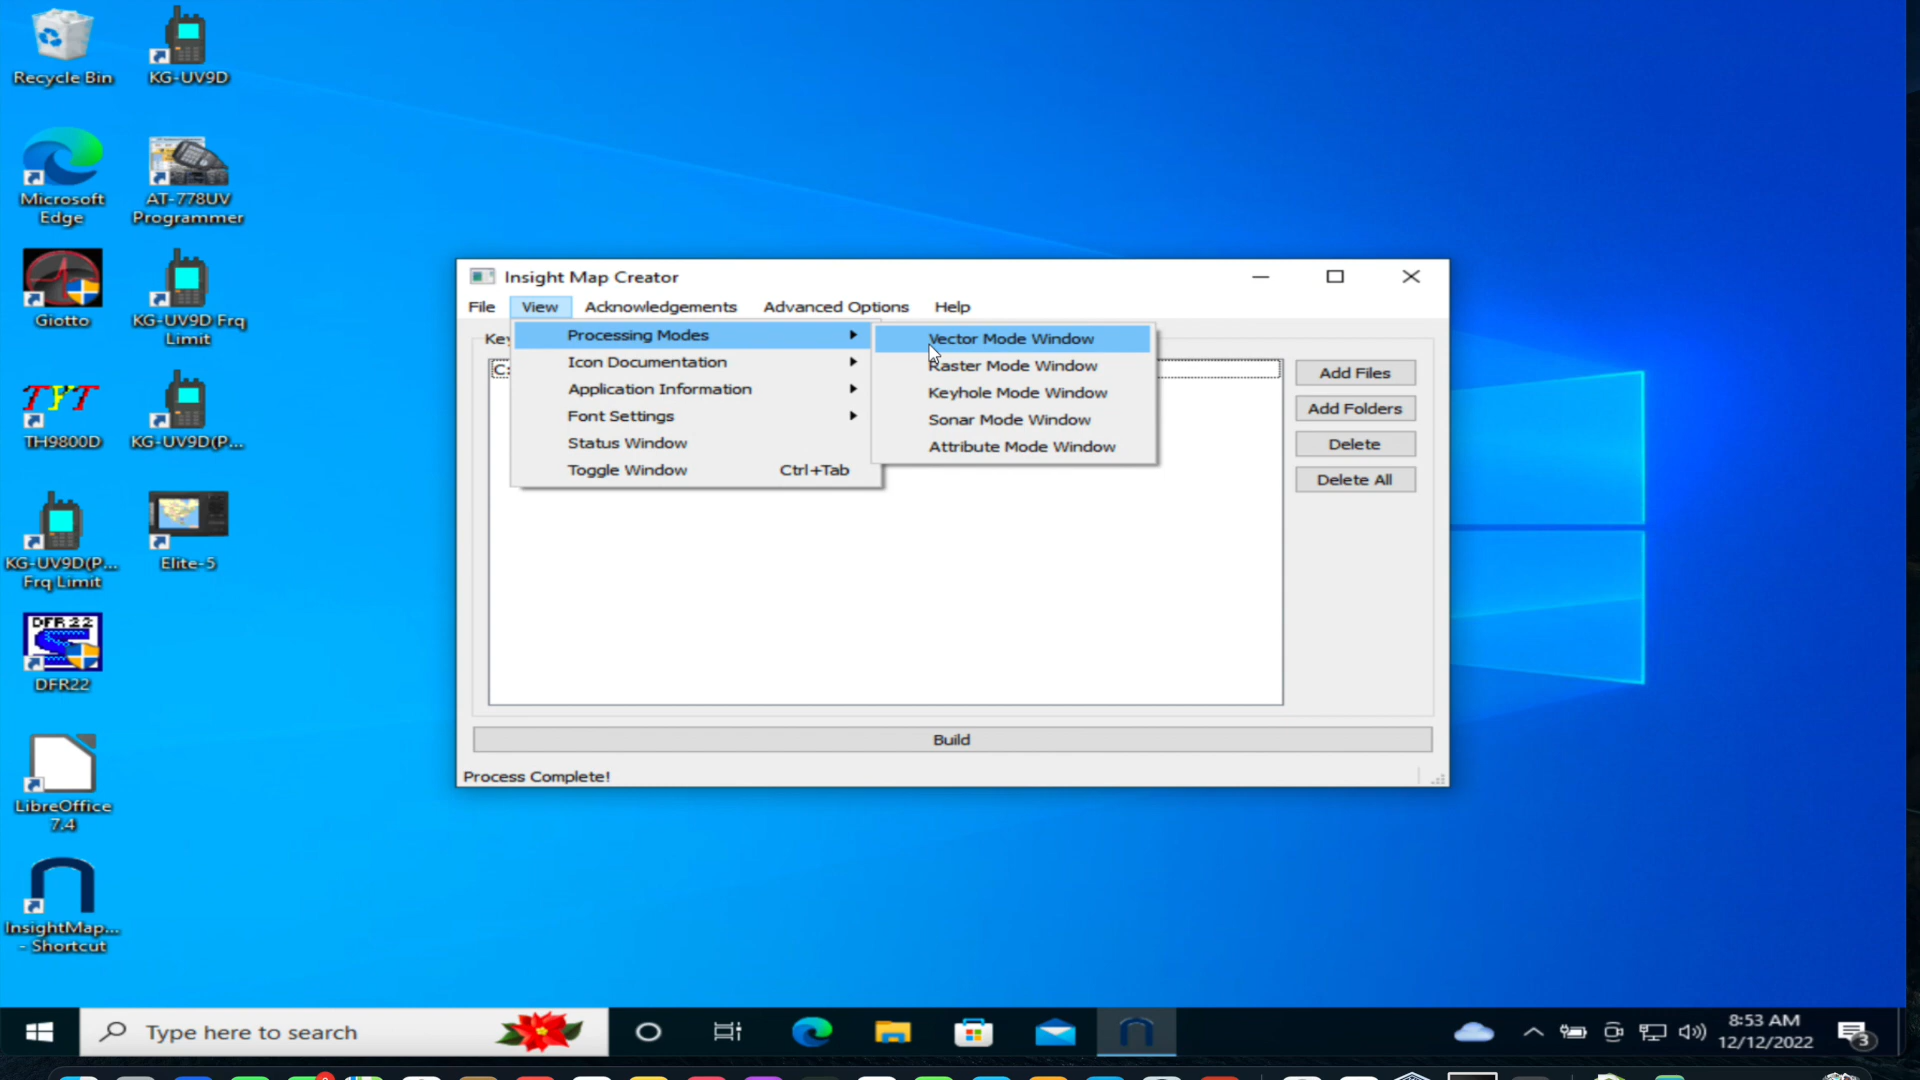 Recycle Bin
KG-UV9D
Microsoft
Edge
AT-778UV
Programmer
Giotto
KG-UV9D Frq
Limit
TFT
TH9800D
KG-UV9D(P...
KG-UV9D(P...
Frq Limit
Elite-5
DFR 22
DFR22
LibreOffice
7.4
InsightMap...
- Shortcut
Insight Map Creator
File View Acknowledgements Advanced Options Help
Key
C:
Processing Modes
Icon Documentation
Application Information
Font Settings
Status Window
Toggle Window Ctrl+Tab
Vector Mode Window
Raster Mode Window
Keyhole Mode Window
Sonar Mode Window
Attribute Mode Window
Add Files
Add Folders
Delete
Delete All
Build
Process Complete!
Type here to search
8:53 AM
12/12/2022
3